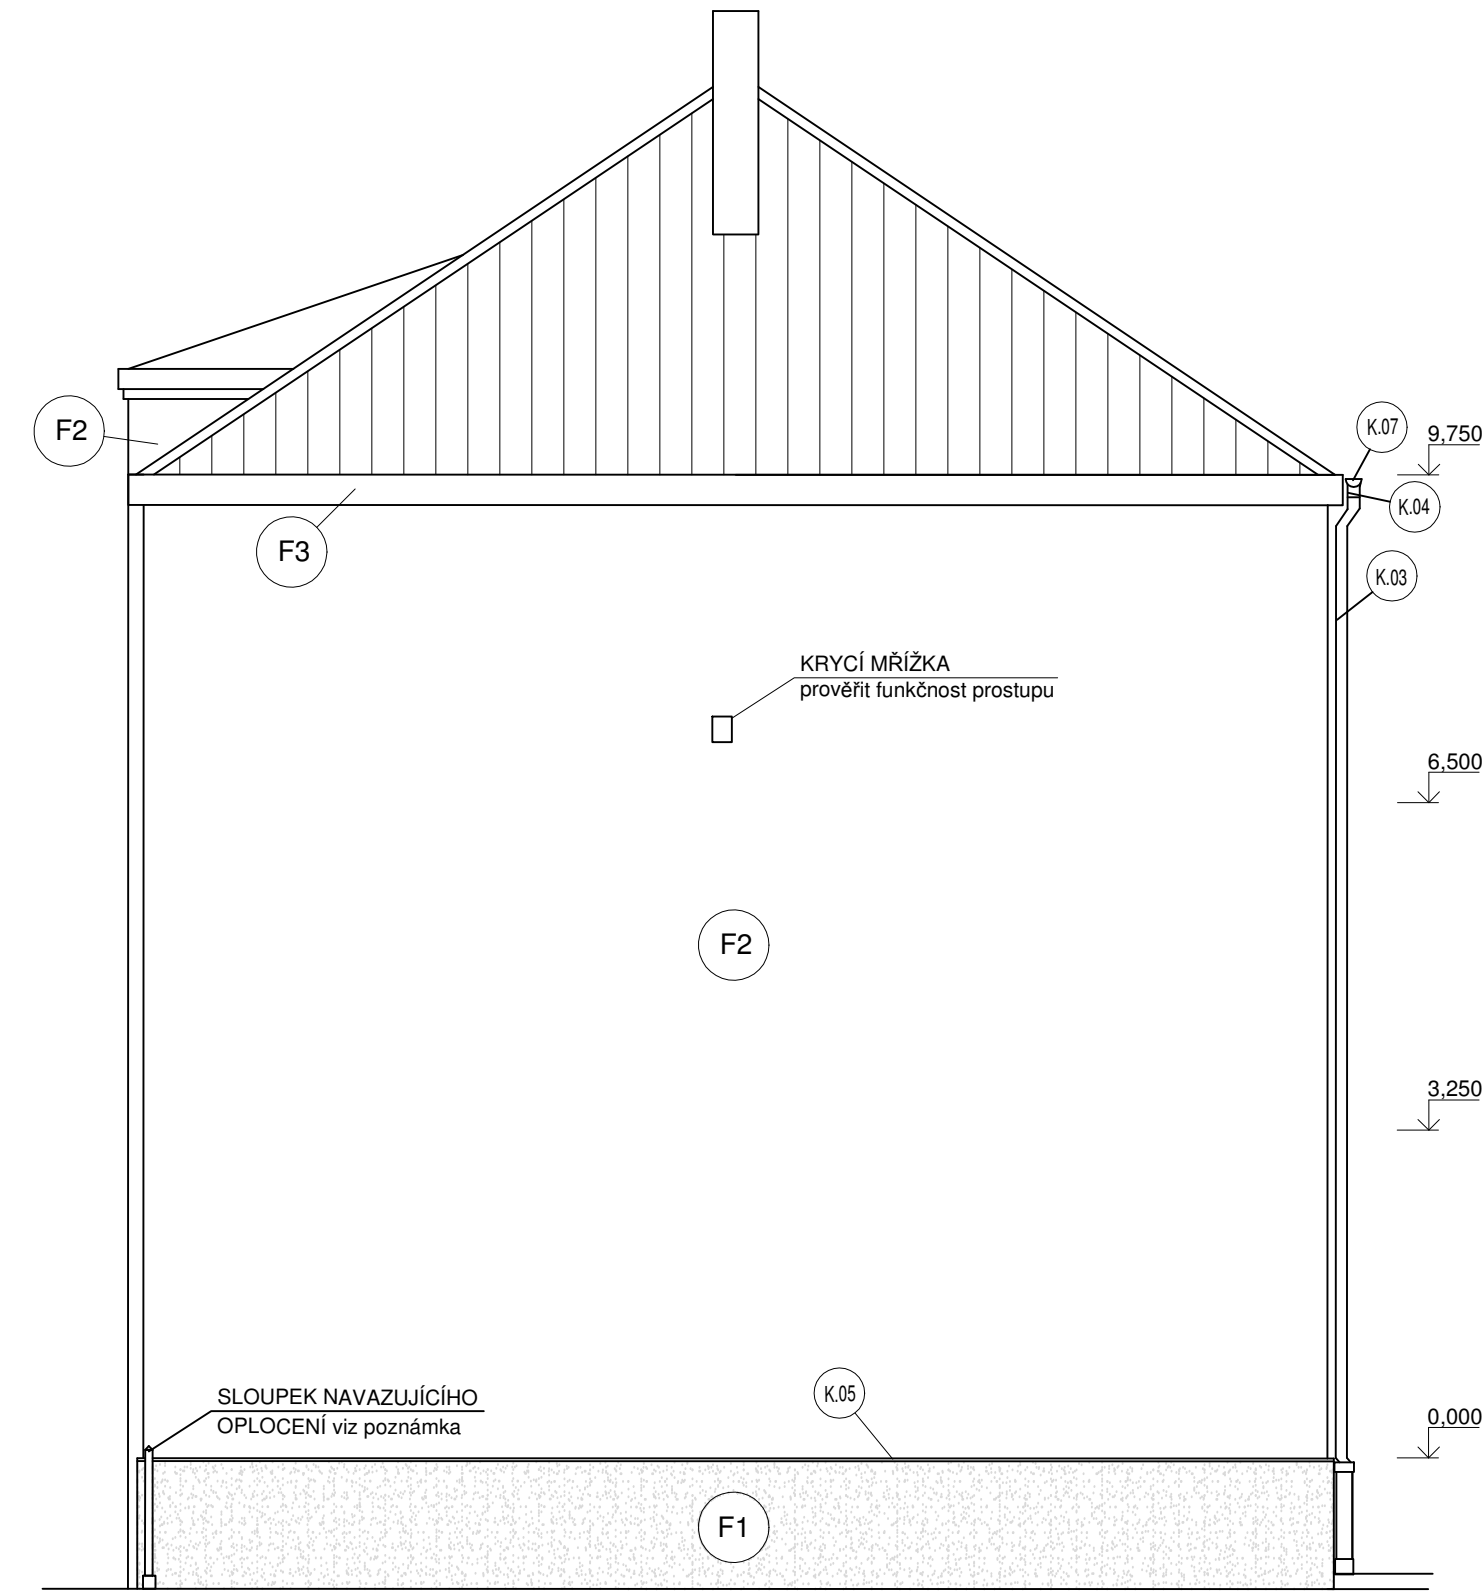 F2
K.07
9,750
K.04
F3
K.03
KRYCÍ MŘÍŽKA
prověřit funkčnost prostupu
6,500
F2
3,250
SLOUPEK NAVAZUJÍCÍHO
OPLOCENÍ viz poznámka
K.05
0,000
F1